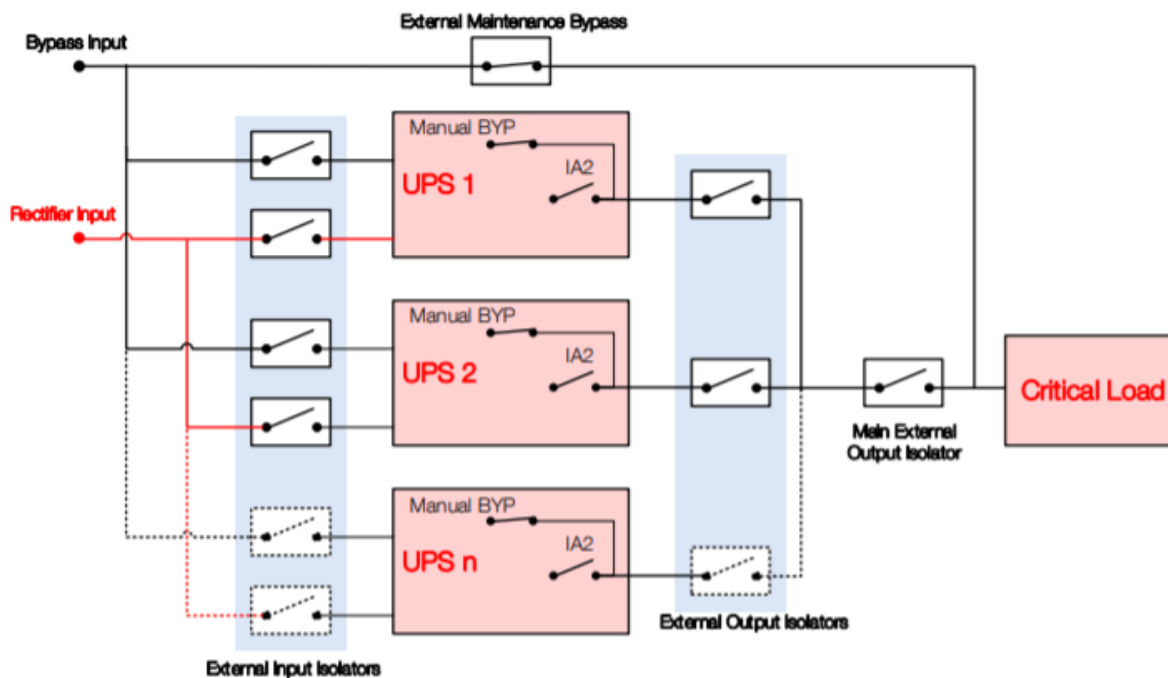 External Maintenance Bypass
Bypass Input
Manual BYP
IA2
UPS 1
Rectifier Input
Manual BYP
IA2
UPS 2
Critical Load
Main External
Output Isolator
Manual BYP
IA2
UPS n
External Output Isolators
External Input Isolators